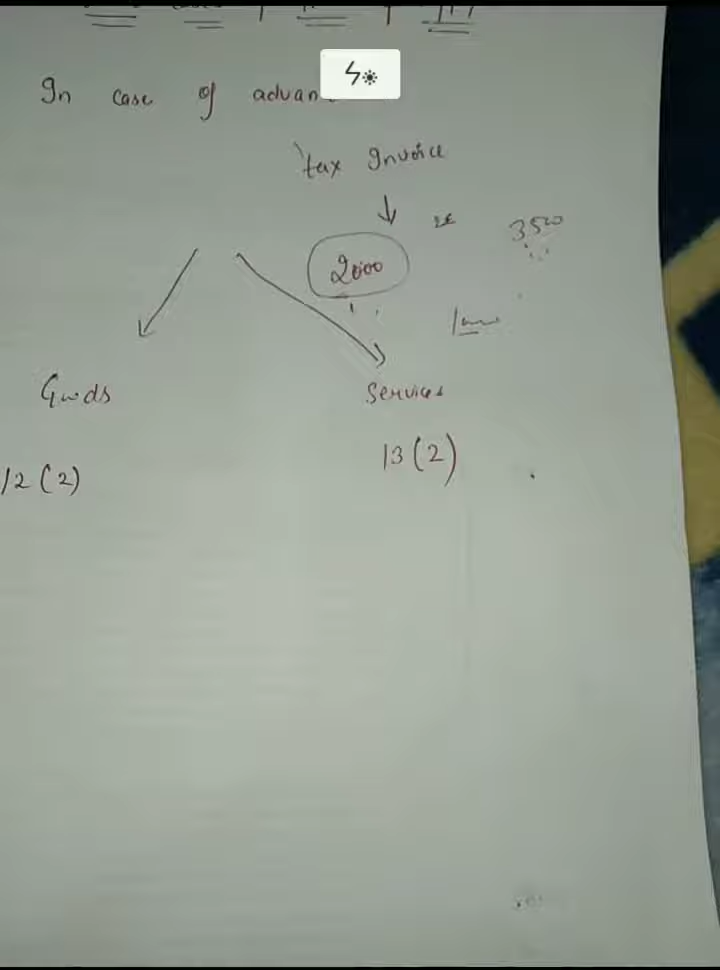 In case of advan
tax Invoice
3500
2000
Goods Services
12 (2) 13 (2)